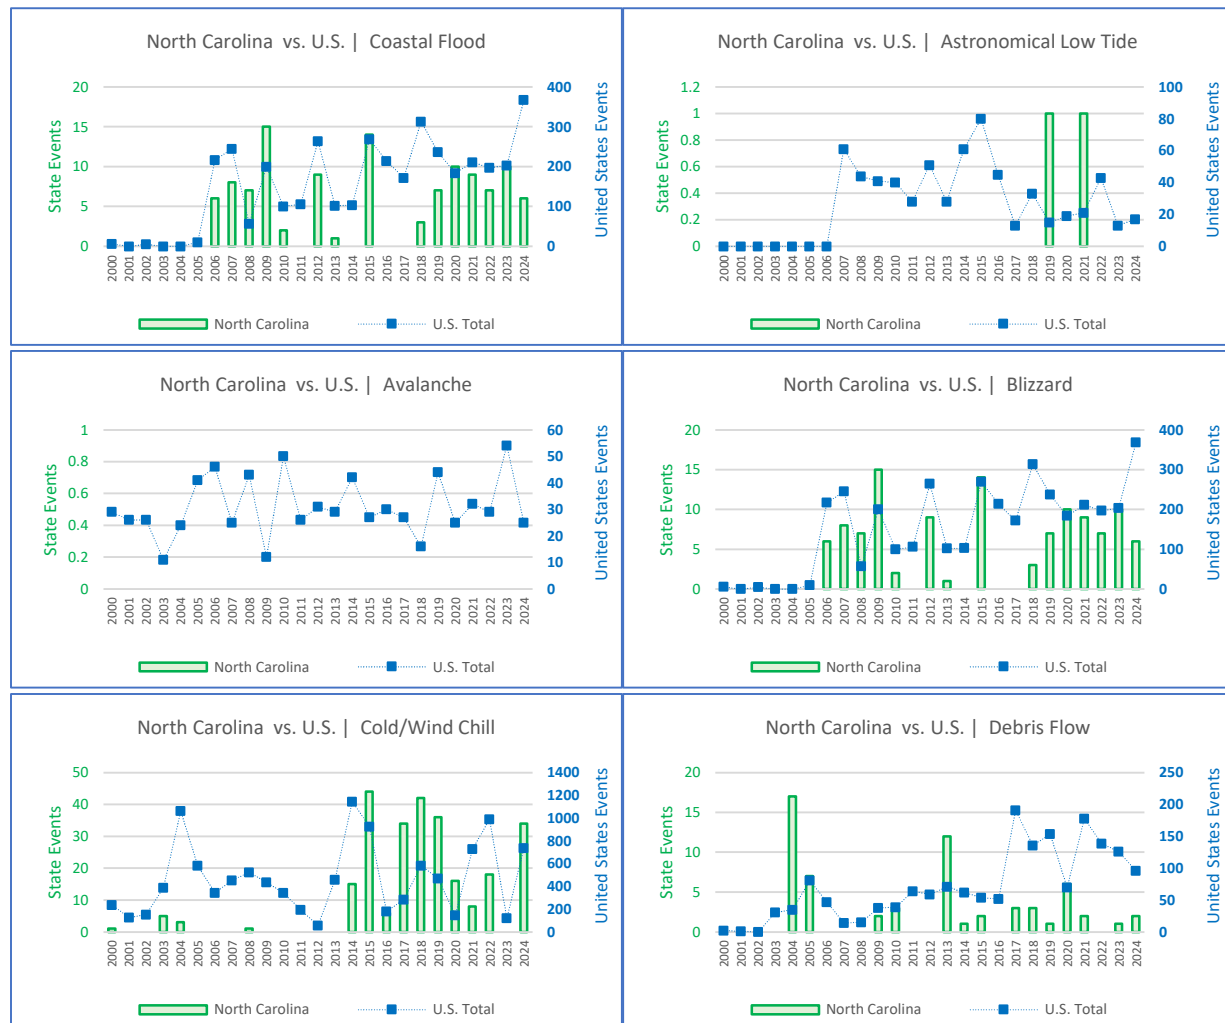 North Carolina vs. U.S. | Coastal Flood
State Events
20
15
10
5
0
400
300
200
100
0
United States Events
2000 2001 2002 2003 2004 2005 2006 2007 2008 2009 2010 2011 2012 2013 2014 2015 2016 2017 2018 2019 2020 2021 2022 2023 2024
North Carolina U.S. Total
North Carolina vs. U.S. | Astronomical Low Tide
State Events
1.2
1
0.8
0.6
0.4
0.2
0
100
80
60
40
20
0
United States Events
2000 2001 2002 2003 2004 2005 2006 2007 2008 2009 2010 2011 2012 2013 2014 2015 2016 2017 2018 2019 2020 2021 2022 2023 2024
North Carolina U.S. Total
North Carolina vs. U.S. | Avalanche
State Events
1
0.8
0.6
0.4
0.2
0
60
50
40
30
20
10
0
United States Events
2000 2001 2002 2003 2004 2005 2006 2007 2008 2009 2010 2011 2012 2013 2014 2015 2016 2017 2018 2019 2020 2021 2022 2023 2024
North Carolina U.S. Total
North Carolina vs. U.S. | Blizzard
State Events
20
15
10
5
0
400
300
200
100
0
United States Events
2000 2001 2002 2003 2004 2005 2006 2007 2008 2009 2010 2011 2012 2013 2014 2015 2016 2017 2018 2019 2020 2021 2022 2023 2024
North Carolina U.S. Total
North Carolina vs. U.S. | Cold/Wind Chill
State Events
50
40
30
20
10
0
1400
1200
1000
800
600
400
200
0
United States Events
2000 2001 2002 2003 2004 2005 2006 2007 2008 2009 2010 2011 2012 2013 2014 2015 2016 2017 2018 2019 2020 2021 2022 2023 2024
North Carolina U.S. Total
North Carolina vs. U.S. | Debris Flow
State Events
20
15
10
5
0
250
200
150
100
50
0
United States Events
2000 2001 2002 2003 2004 2005 2006 2007 2008 2009 2010 2011 2012 2013 2014 2015 2016 2017 2018 2019 2020 2021 2022 2023 2024
North Carolina U.S. Total